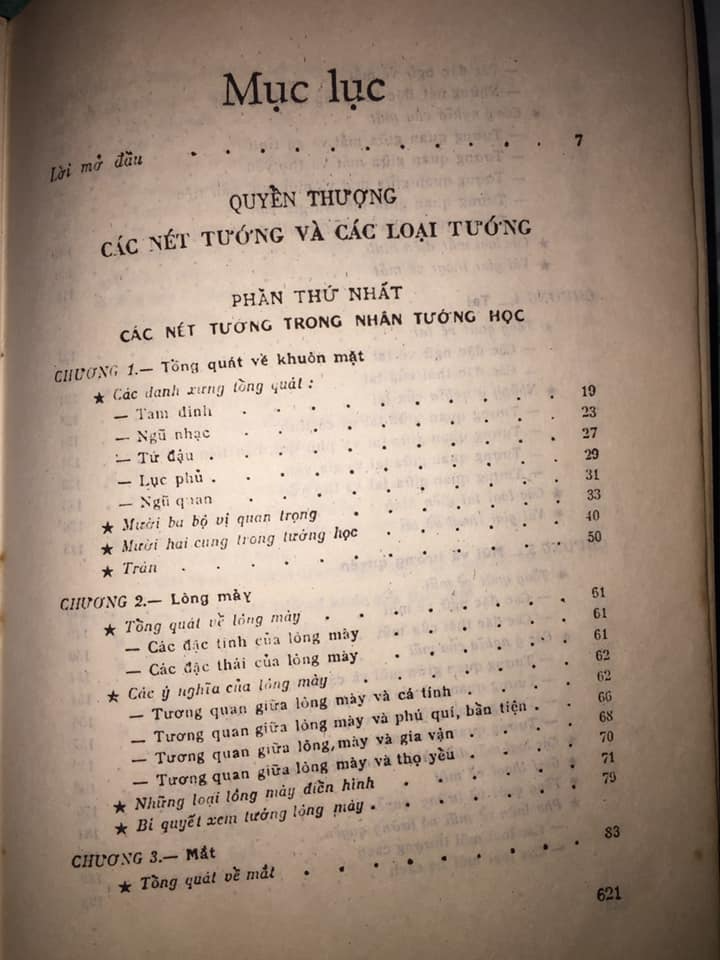 Mục lục
Lời mở đầu . . . . . . . . . . . 7
QUYỀN THƯỢNG
CÁC NÉT TƯỚNG VÀ CÁC LOẠI TƯỚNG
PHẦN THỨ NHẤT
CÁC NÉT TƯỚNG TRONG NHÂN TƯỚNG HỌC
CHƯƠNG 1.— Tổng quát về khuôn mặt
★ Các danh xưng tổng quát :
— Tam đình . . . . . . . . . . 19
— Ngũ nhạc . . . . . . . . . . 23
— Tứ đậu . . . . . . . . . . . 27
— Lục phủ . . . . . . . . . . . 29
— Ngũ quan . . . . . . . . . . 31
★ Mười ba bộ vị quan trọng . . . . . . . 33
★ Mười hai cung trong tướng học . . . . . . 40
★ Trán . . . . . . . . . . . . 50
CHƯƠNG 2.— Lông mày
★ Tổng quát về lông mày . . . . . . . 61
— Các đặc tính của lông mày . . . . . 61
— Các đặc thái của lông mày . . . . . 61
★ Các ý nghĩa của lông mày . . . . . . 62
— Tương quan giữa lông mày và cá tính . . . 62
— Tương quan giữa lông mày và phú quí, bần tiện . . 66
— Tương quan giữa lông, mày và gia vận . . . 68
— Tương quan giữa lông mày và thọ yểu . . . 70
★ Những loại lông mày điển hình . . . . . 71
★ Bí quyết xem tướng lông mày . . . . . . 79
CHƯƠNG 3.— Mắt
★ Tổng quát về mắt . . . . . . . . 83
621